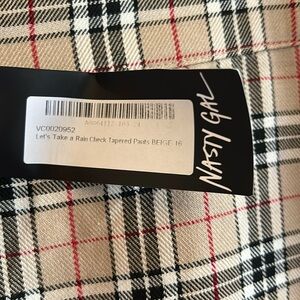 VC0020952
Let's Take a Rain Check Tapered Pants BEIGE 16
NASTY GAL